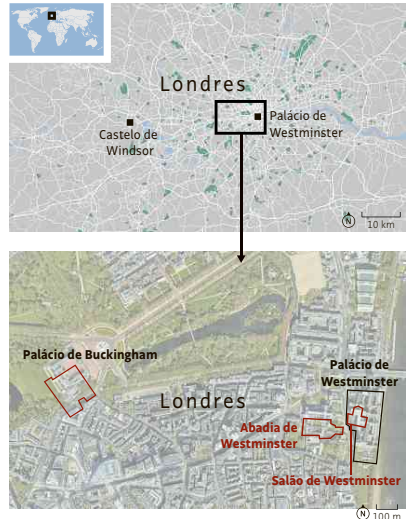 Londres
Palácio de
Westminster
Castelo de
Windsor
N
10 km
Palácio de Buckingham
Palácio de
Westminster
Londres
Abadia de
Westminster
Salão de Westminster
N
100 m